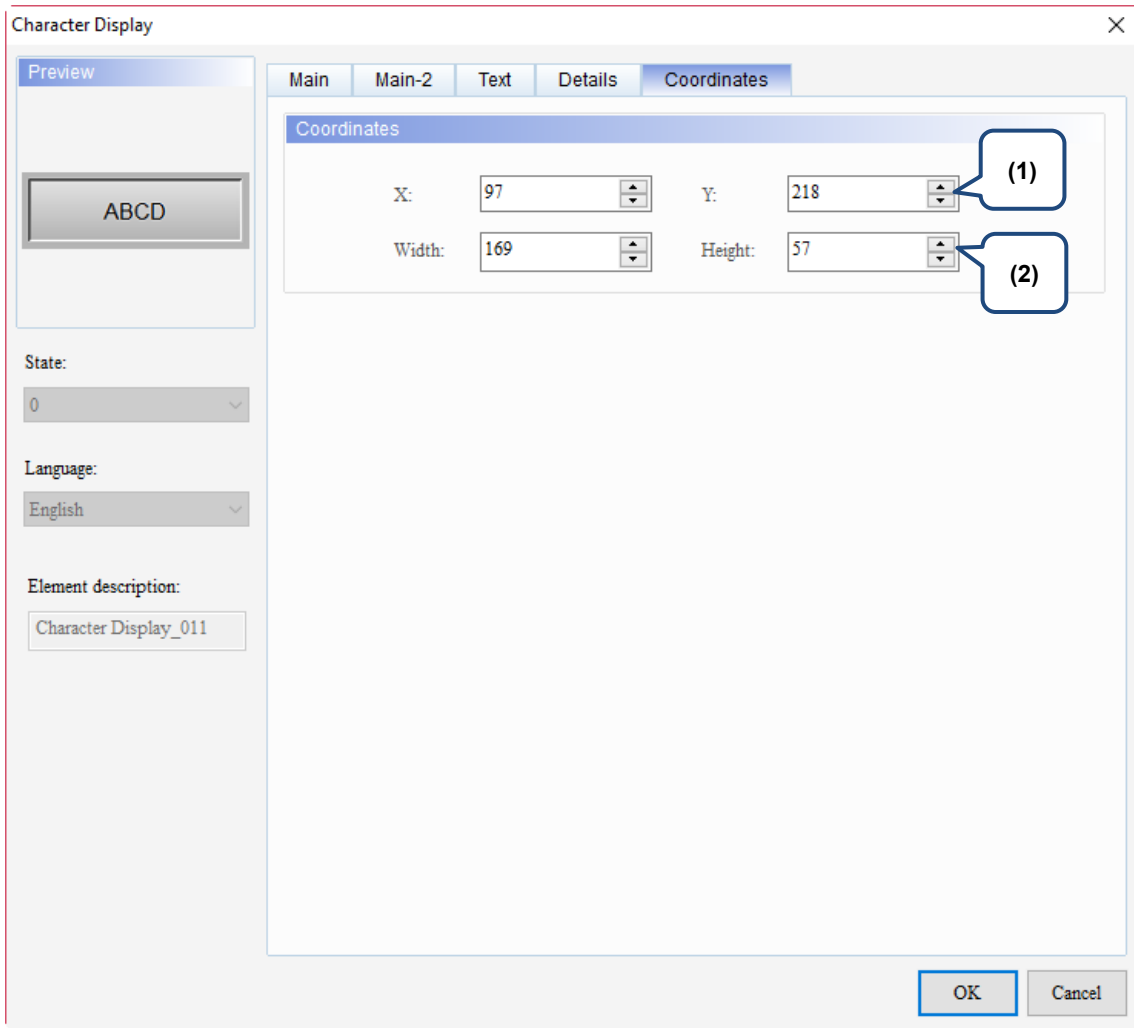 Character Display
Preview
ABCD
State:
0
Language:
English
Element description:
Character Display_011
Main Main-2 Text Details Coordinates
Coordinates
X: 97 Y: 218
Width: 169 Height: 57
(1)
(2)
OK Cancel